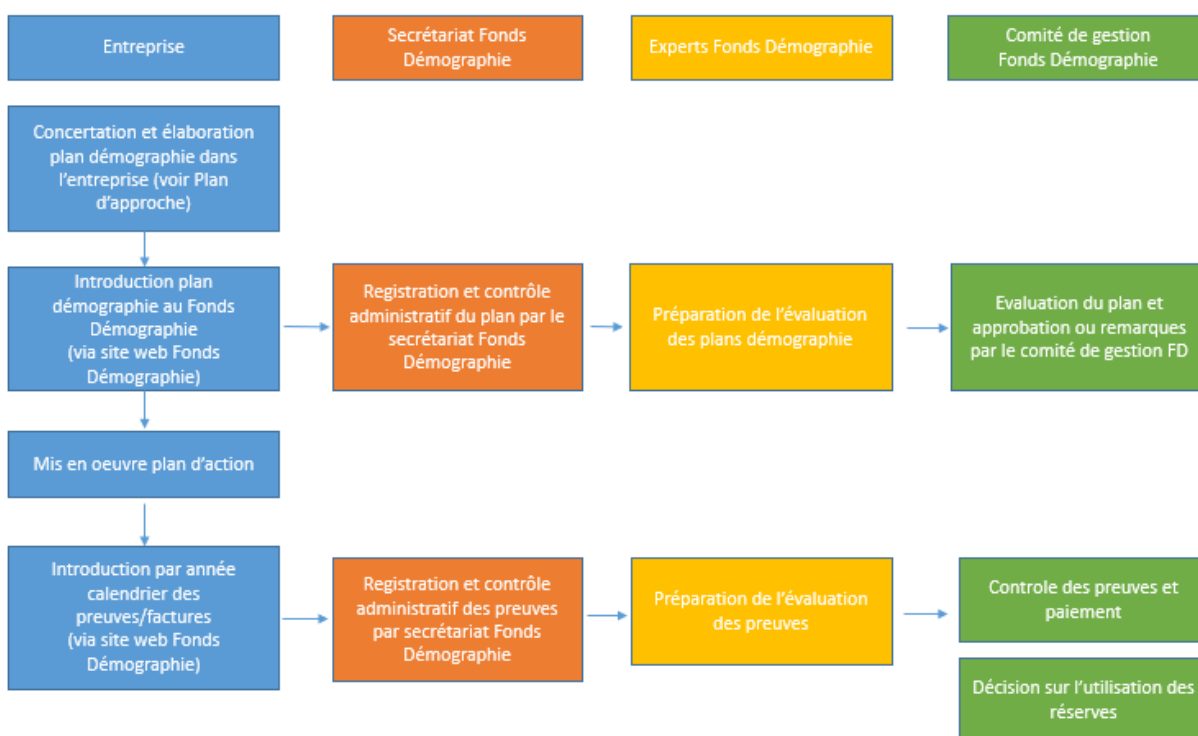 Entreprise
Secrétariat Fonds
Démographie
Experts Fonds Démographie
Comité de gestion
Fonds Démographie
Concertation et élaboration
plan démographie dans
l'entreprise (voir Plan
d'approche)
Introduction plan
démographie au Fonds
Démographie
(via site web Fonds
Démographie)
Registration et contrôle
administratif du plan par le
secrétariat Fonds
Démographie
Préparation de l'évaluation
des plans démographie
Evaluation du plan et
approbation ou remarques
par le comité de gestion FD
Mis en oeuvre plan d'action
Introduction par année
calendrier des
preuves/factures
(via site web Fonds
Démographie)
Registration et contrôle
administratif des preuves
par secrétariat Fonds
Démographie
Préparation de l'évaluation
des preuves
Controle des preuves et
paiement
Décision sur l'utilisation des
réserves